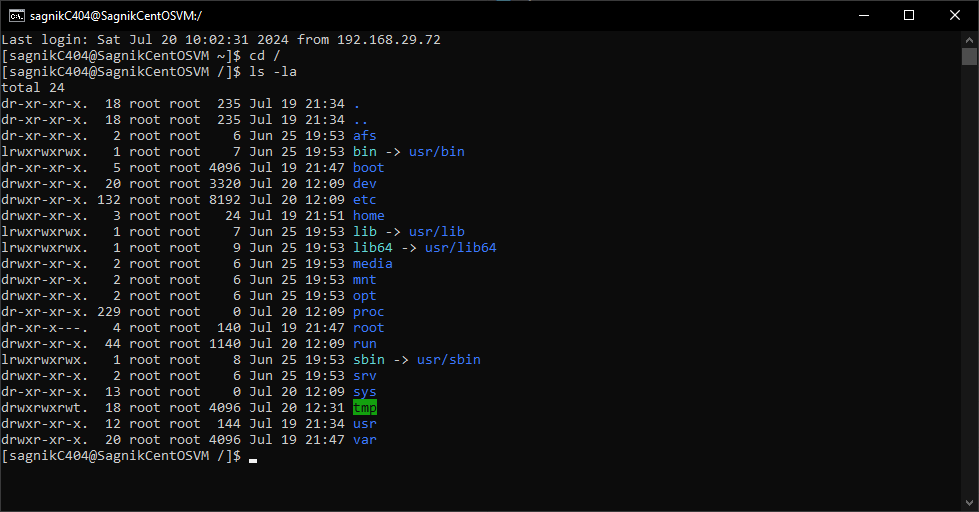 sagnikC404@SagnikCentOSVM:/
Last login: Sat Jul 20 10:02:31 2024 from 192.168.29.72
[sagnikC404@SagnikCentOSVM ~]$ cd /
[sagnikC404@SagnikCentOSVM /]$ ls -la
total 24
dr-xr-xr-x.  18 root root  235 Jul 19 21:34 .
dr-xr-xr-x.  18 root root  235 Jul 19 21:34 ..
dr-xr-xr-x.   2 root root    6 Jun 25 19:53 afs
lrwxrwxrwx.   1 root root    7 Jun 25 19:53 bin -> usr/bin
dr-xr-xr-x.   5 root root 4096 Jul 19 21:47 boot
drwxr-xr-x.  20 root root 3320 Jul 20 12:09 dev
drwxr-xr-x. 132 root root 8192 Jul 20 12:09 etc
drwxr-xr-x.   3 root root   24 Jul 19 21:51 home
lrwxrwxrwx.   1 root root    7 Jun 25 19:53 lib -> usr/lib
lrwxrwxrwx.   1 root root    9 Jun 25 19:53 lib64 -> usr/lib64
drwxr-xr-x.   2 root root    6 Jun 25 19:53 media
drwxr-xr-x.   2 root root    6 Jun 25 19:53 mnt
drwxr-xr-x.   2 root root    6 Jun 25 19:53 opt
dr-xr-xr-x. 229 root root    0 Jul 20 12:09 proc
dr-xr-x---.   4 root root  140 Jul 19 21:47 root
drwxr-xr-x.  44 root root 1140 Jul 20 12:09 run
lrwxrwxrwx.   1 root root    8 Jun 25 19:53 sbin -> usr/sbin
drwxr-xr-x.   2 root root    6 Jun 25 19:53 srv
dr-xr-xr-x.  13 root root    0 Jul 20 12:09 sys
drwxrwxrwt.  18 root root 4096 Jul 20 12:31 tmp
drwxr-xr-x.  12 root root  144 Jul 19 21:34 usr
drwxr-xr-x.  20 root root 4096 Jul 19 21:47 var
[sagnikC404@SagnikCentOSVM /]$